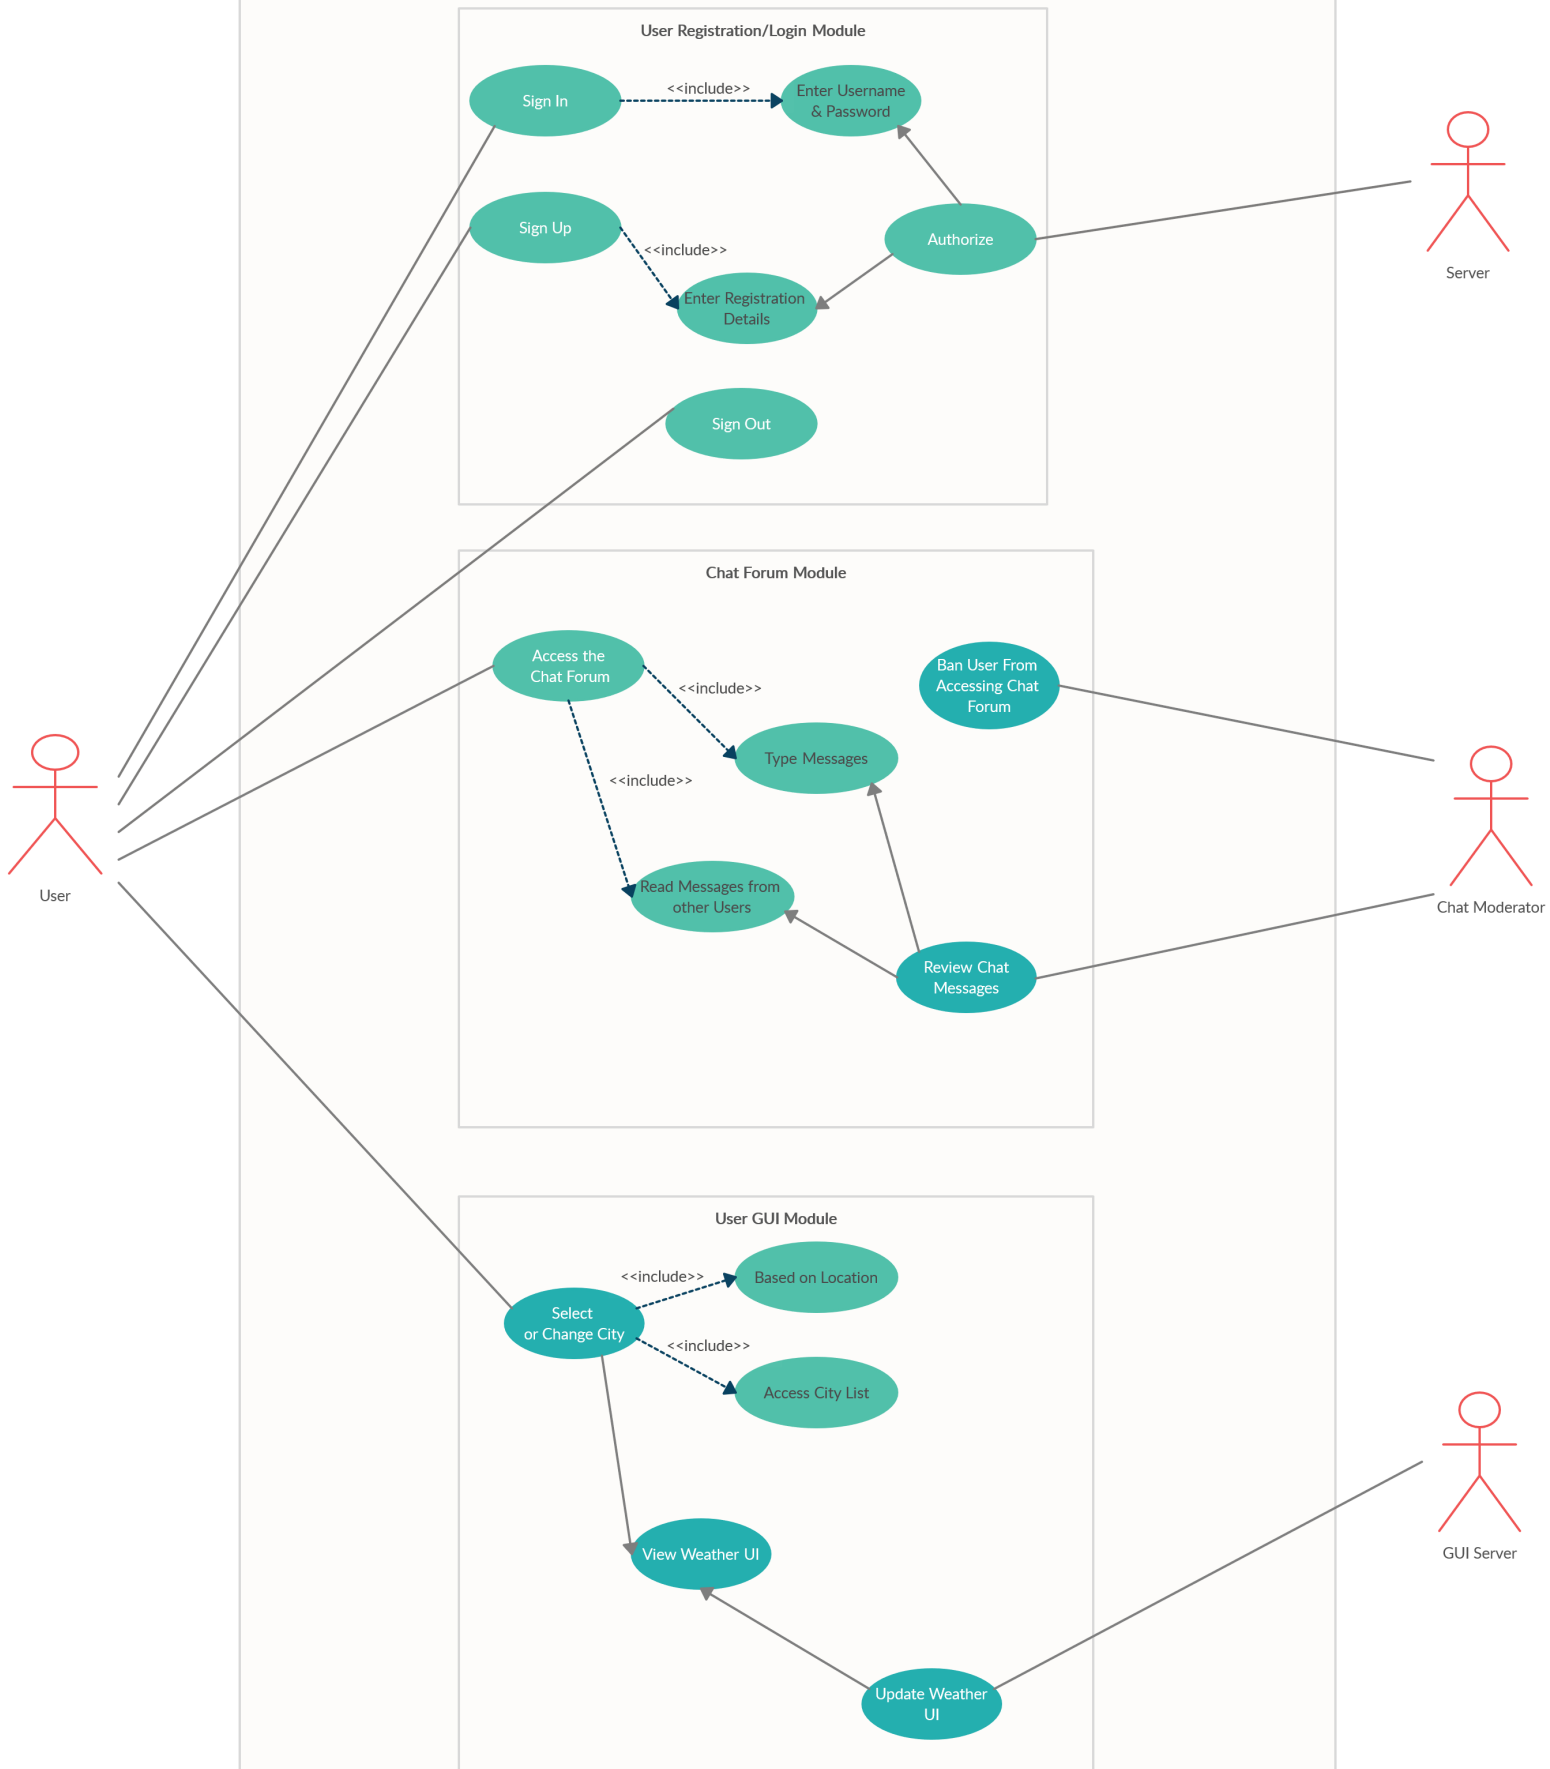 User Registration/Login Module
Sign In
<<include>>
Enter Username
& Password
Sign Up
<<include>>
Authorize
Enter Registration
Details
Sign Out
Server
Chat Forum Module
Access the
Chat Forum
<<include>>
Ban User From
Accessing Chat
Forum
Type Messages
<<include>>
Read Messages from
other Users
Review Chat
Messages
User
Chat Moderator
User GUI Module
<<include>>
Based on Location
Select
or Change City
<<include>>
Access City List
View Weather UI
GUI Server
Update Weather
UI